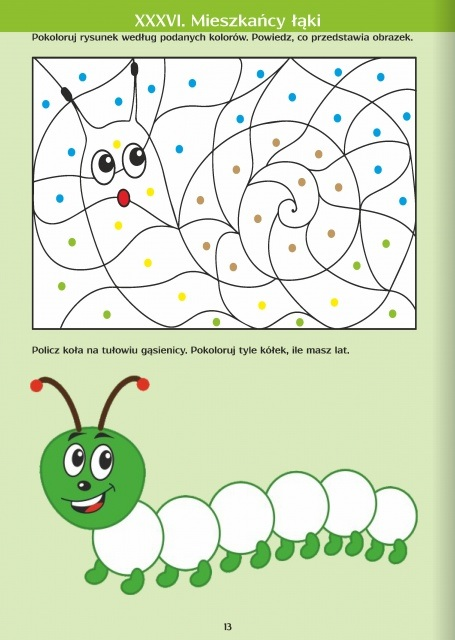 XXXVI. Mieszkańcy łąki
Pokoloruj rysunek według podanych kolorów. Powiedz, co przedstawia obrazek.
Policz koła na tułowiu gąsienicy. Pokoloruj tyle kółek, ile masz lat.
13